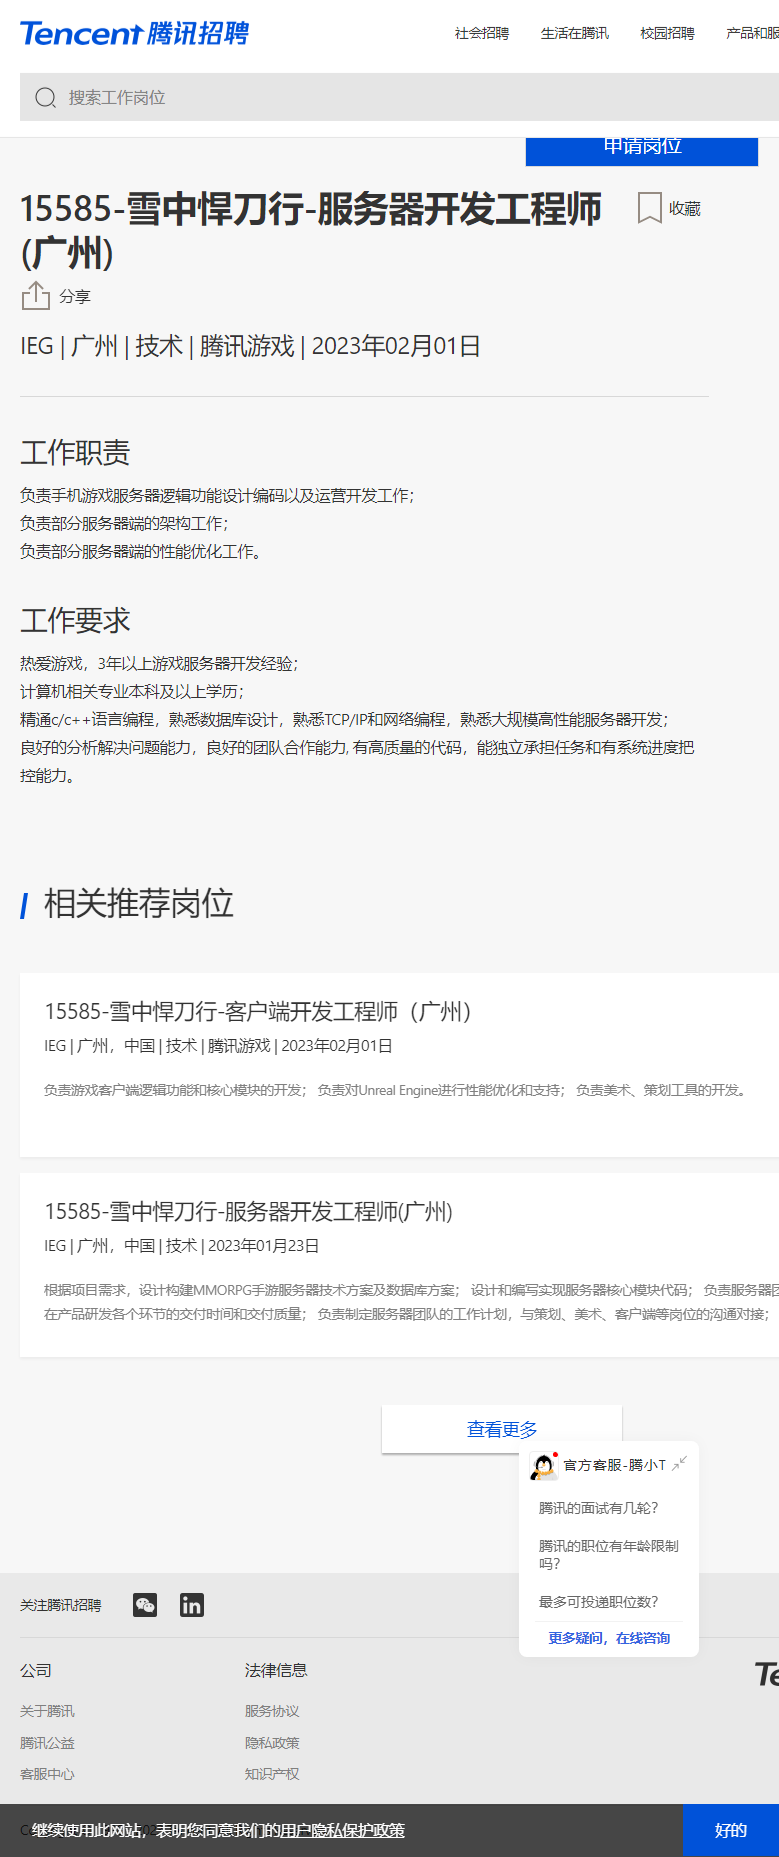 Tencent 腾讯招聘
社会招聘 生活在腾讯 校园招聘 产品和服
搜索工作岗位
申请岗位
15585-雪中悍刀行-服务器开发工程师
(广州)
收藏
分享
IEG | 广州 | 技术 | 腾讯游戏 | 2023年02月01日
工作职责
负责手机游戏服务器逻辑功能设计编码以及运营开发工作；
负责部分服务器端的架构工作；
负责部分服务器端的性能优化工作。
工作要求
热爱游戏，3年以上游戏服务器开发经验；
计算机相关专业本科及以上学历；
精通c/c++语言编程，熟悉数据库设计，熟悉TCP/IP和网络编程，熟悉大规模高性能服务器开发；
良好的分析解决问题能力，良好的团队合作能力, 有高质量的代码，能独立承担任务和有系统进度把
控能力。
相关推荐岗位
15585-雪中悍刀行-客户端开发工程师（广州）
IEG | 广州，中国 | 技术 | 腾讯游戏 | 2023年02月01日
负责游戏客户端逻辑功能和核心模块的开发； 负责对Unreal Engine进行性能优化和支持； 负责美术、策划工具的开发。
15585-雪中悍刀行-服务器开发工程师(广州)
IEG | 广州，中国 | 技术 | 2023年01月23日
根据项目需求，设计构建MMORPG手游服务器技术方案及数据库方案； 设计和编写实现服务器核心模块代码； 负责服务器团
在产品研发各个环节的交付时间和交付质量； 负责制定服务器团队的工作计划，与策划、美术、客户端等岗位的沟通对接；
查看更多
官方客服-腾小T
腾讯的面试有几轮？
腾讯的职位有年龄限制
吗？
最多可投递职位数？
更多疑问，在线咨询
关注腾讯招聘
公司
法律信息
Te
关于腾讯
服务协议
腾讯公益
隐私政策
客服中心
知识产权
继续使用此网站，表明您同意我们的用户隐私保护政策
好的